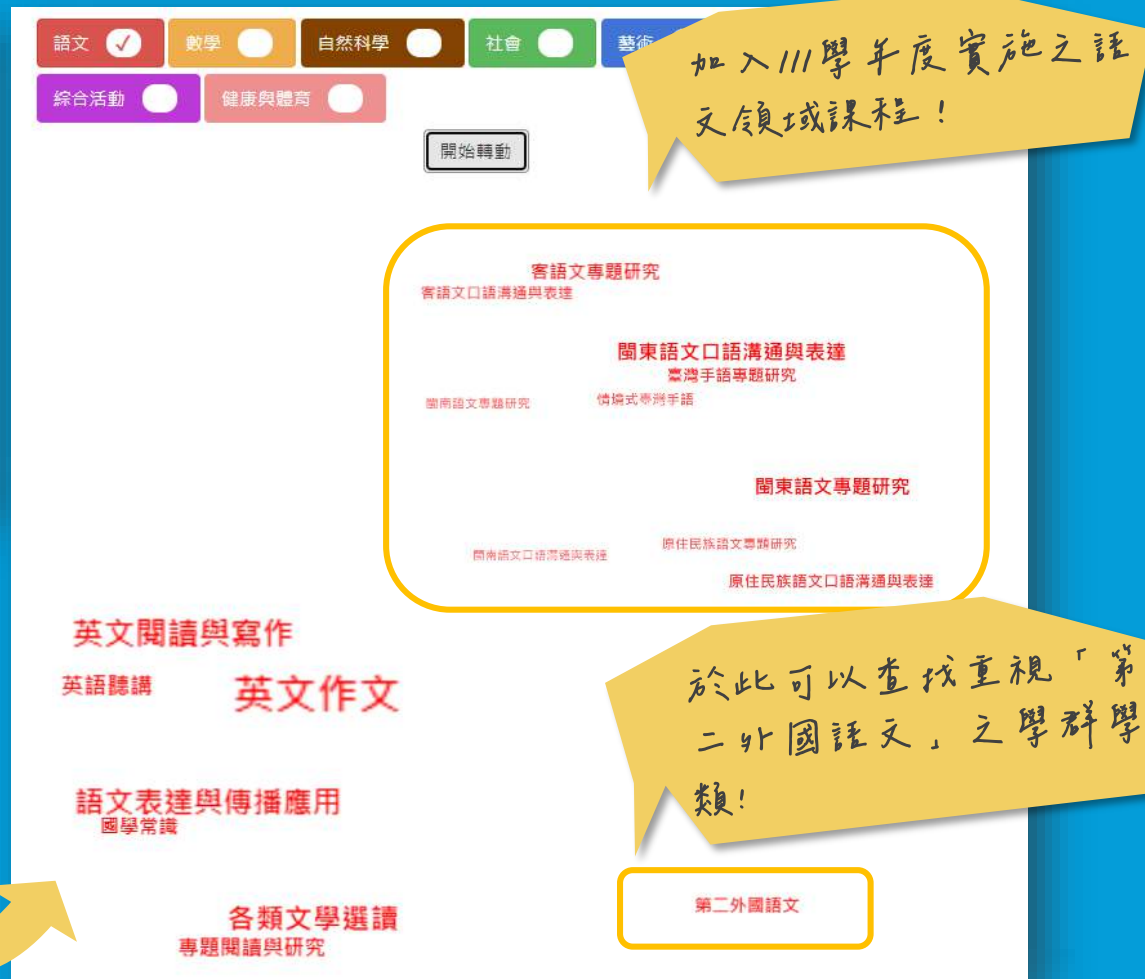 語文
數學
自然科學
社會
藝術
綜合活動
健康與體育
開始轉動
加入111學年度實施之語
文領域課程!
客語文專題研究
客語文口語溝通與表達
閩東語文口語溝通與表達
臺灣手語專題研究
閩南語文專題研究
情境式臺灣手語
閩東語文專題研究
閩南語文口語溝通與表達
原住民族語文專題研究
原住民族語文口語溝通與表達
英文閱讀與寫作
英語聽講
英文作文
於此可以查找重視「第
二外國語文」之學群學
類!
語文表達與傳播應用
國學常識
各類文學選讀
專題閱讀與研究
第二外國語文